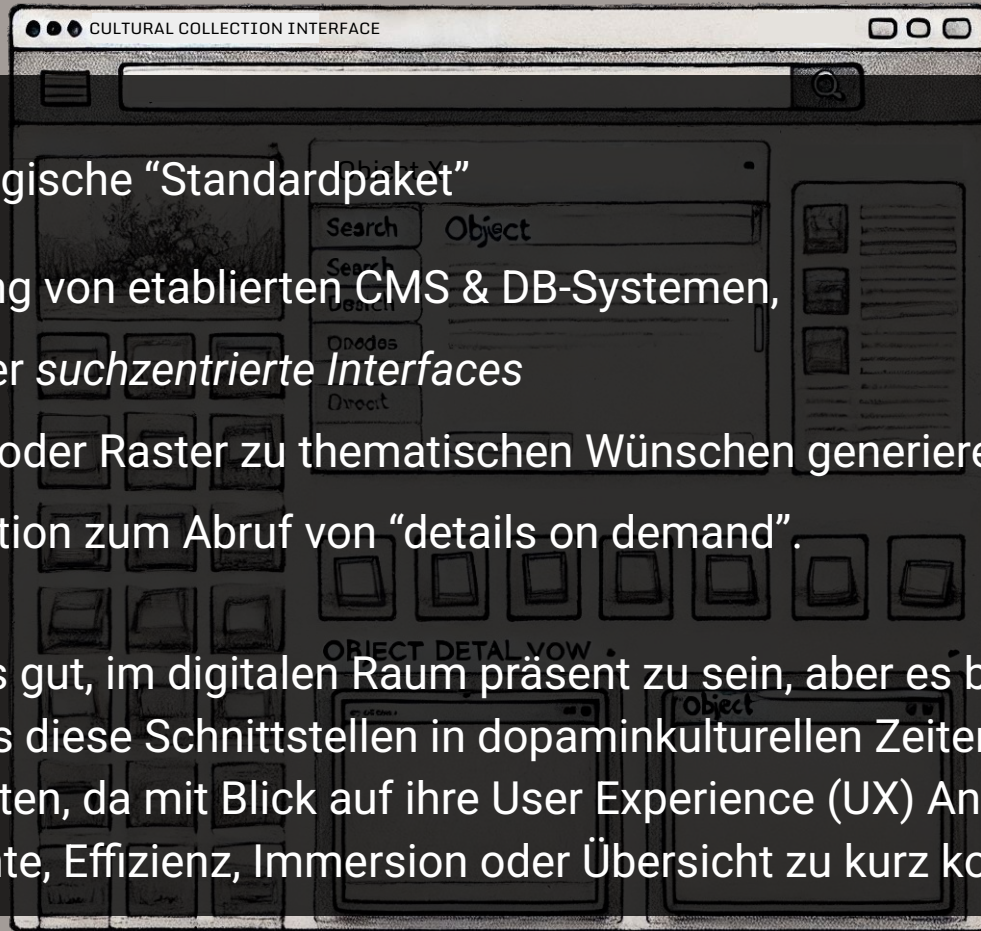 CULTURAL COLLECTION INTERFACE
gische “Standardpaket”
Search Object
Search
ng von etablierten CMS & DB-Systemen,
er suchzentrierte Interfaces
oder Raster zu thematischen Wünschen generiere
tion zum Abruf von “details on demand”.
OBJECT DETAL VOW
s gut, im digitalen Raum präsent zu sein, aber es b
Object
s diese Schnittstellen in dopaminkulturellen Zeiten
ten, da mit Blick auf ihre User Experience (UX) An
te, Effizienz, Immersion oder Übersicht zu kurz ko